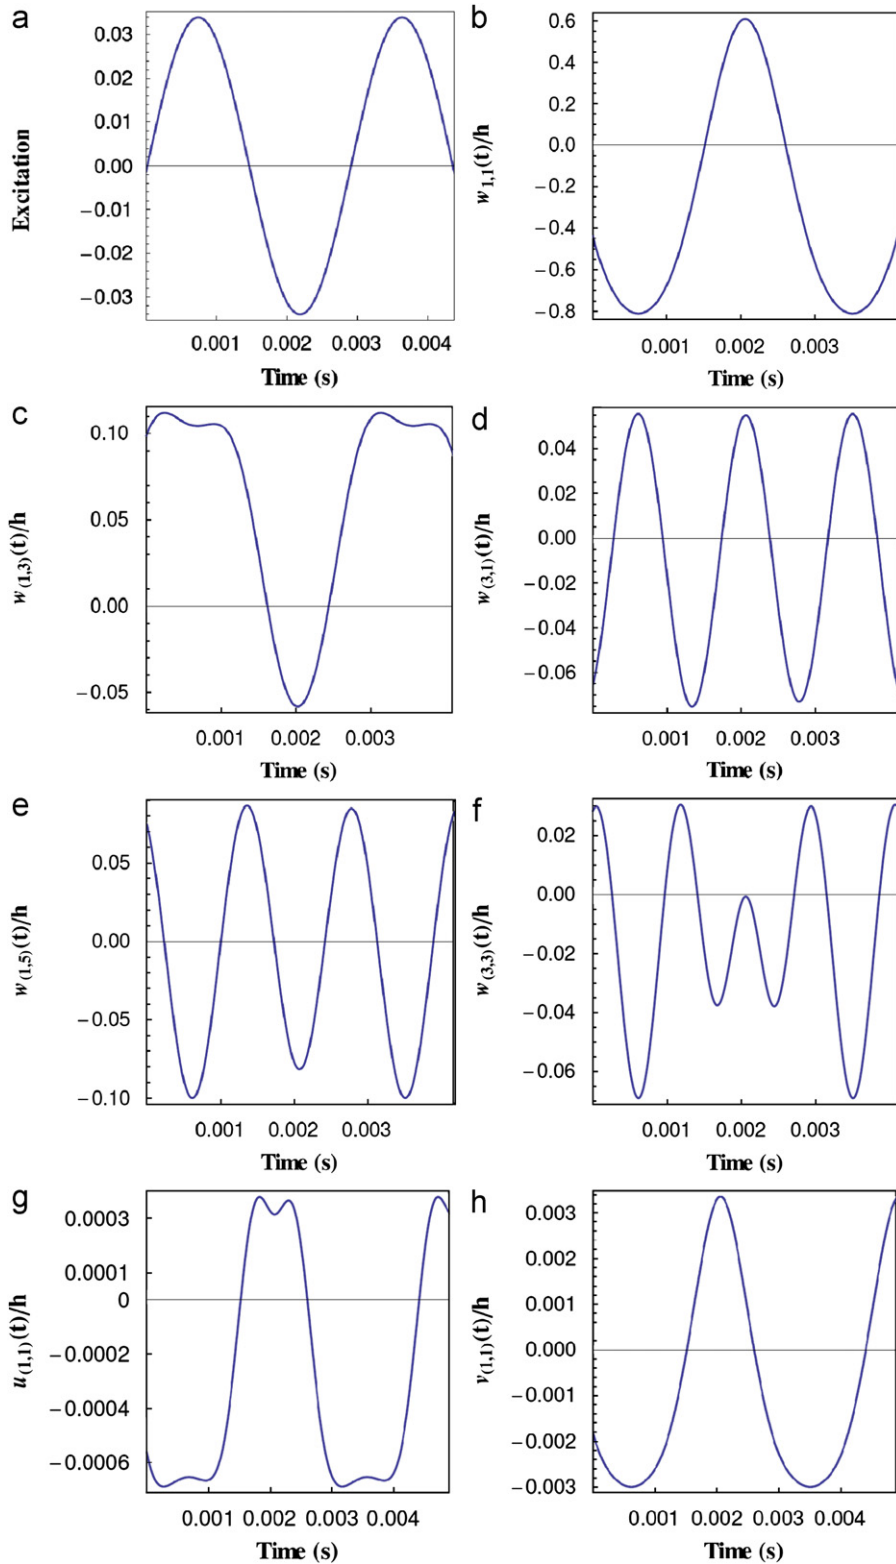 a
0.03
0.02
0.01
0.00
−0.01
−0.02
−0.03
Excitation
0.001 0.002 0.003 0.004
Time (s)
b
0.6
0.4
0.2
0.0
−0.2
−0.4
−0.6
−0.8
w1,1(t)/h
0.001 0.002 0.003
Time (s)
c
0.10
0.05
0.00
−0.05
w(1,3)(t)/h
0.001 0.002 0.003
Time (s)
d
0.04
0.02
0.00
−0.02
−0.04
−0.06
w(3,1)(t)/h
0.001 0.002 0.003
Time (s)
e
0.05
0.00
−0.05
−0.10
w(1,5)(t)/h
0.001 0.002 0.003
Time (s)
f
0.02
0.00
−0.02
−0.04
−0.06
w(3,3)(t)/h
0.001 0.002 0.003
Time (s)
g
0.0003
0.0001
0
−0.0002
−0.0004
−0.0006
u(1,1)(t)/h
0.001 0.002 0.003 0.004
Time (s)
h
0.003
0.002
0.000
−0.001
−0.002
−0.003
v(1,1)(t)/h
0.001 0.002 0.003 0.004
Time (s)